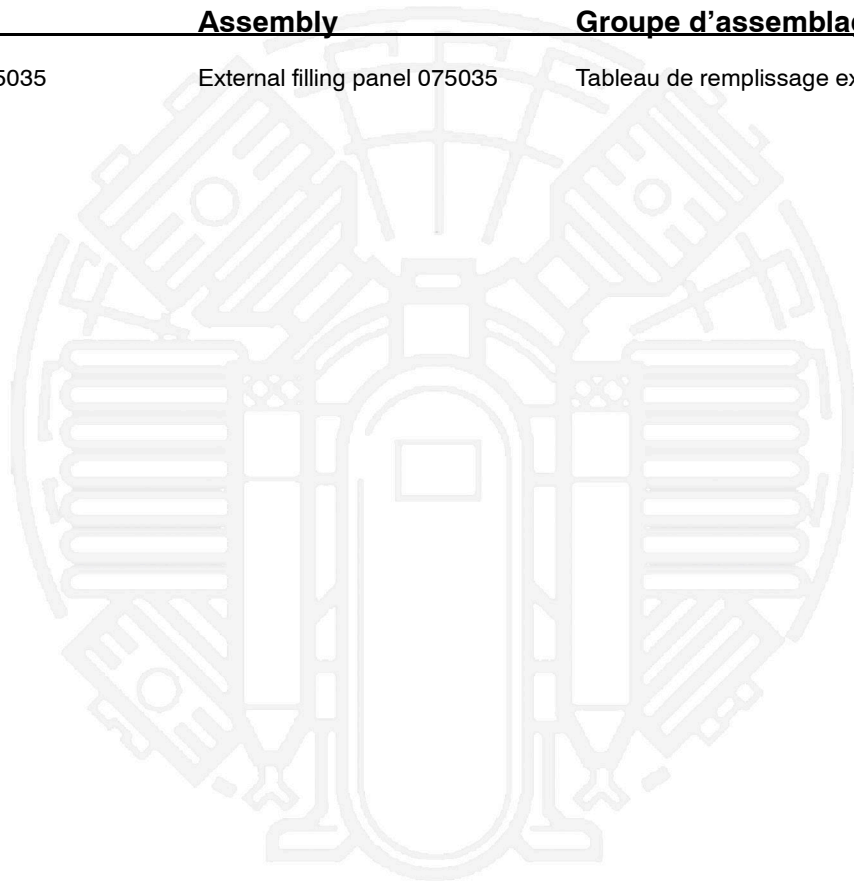 Assembly Groupe d'assemblag
5035 External filling panel 075035 Tableau de remplissage ex